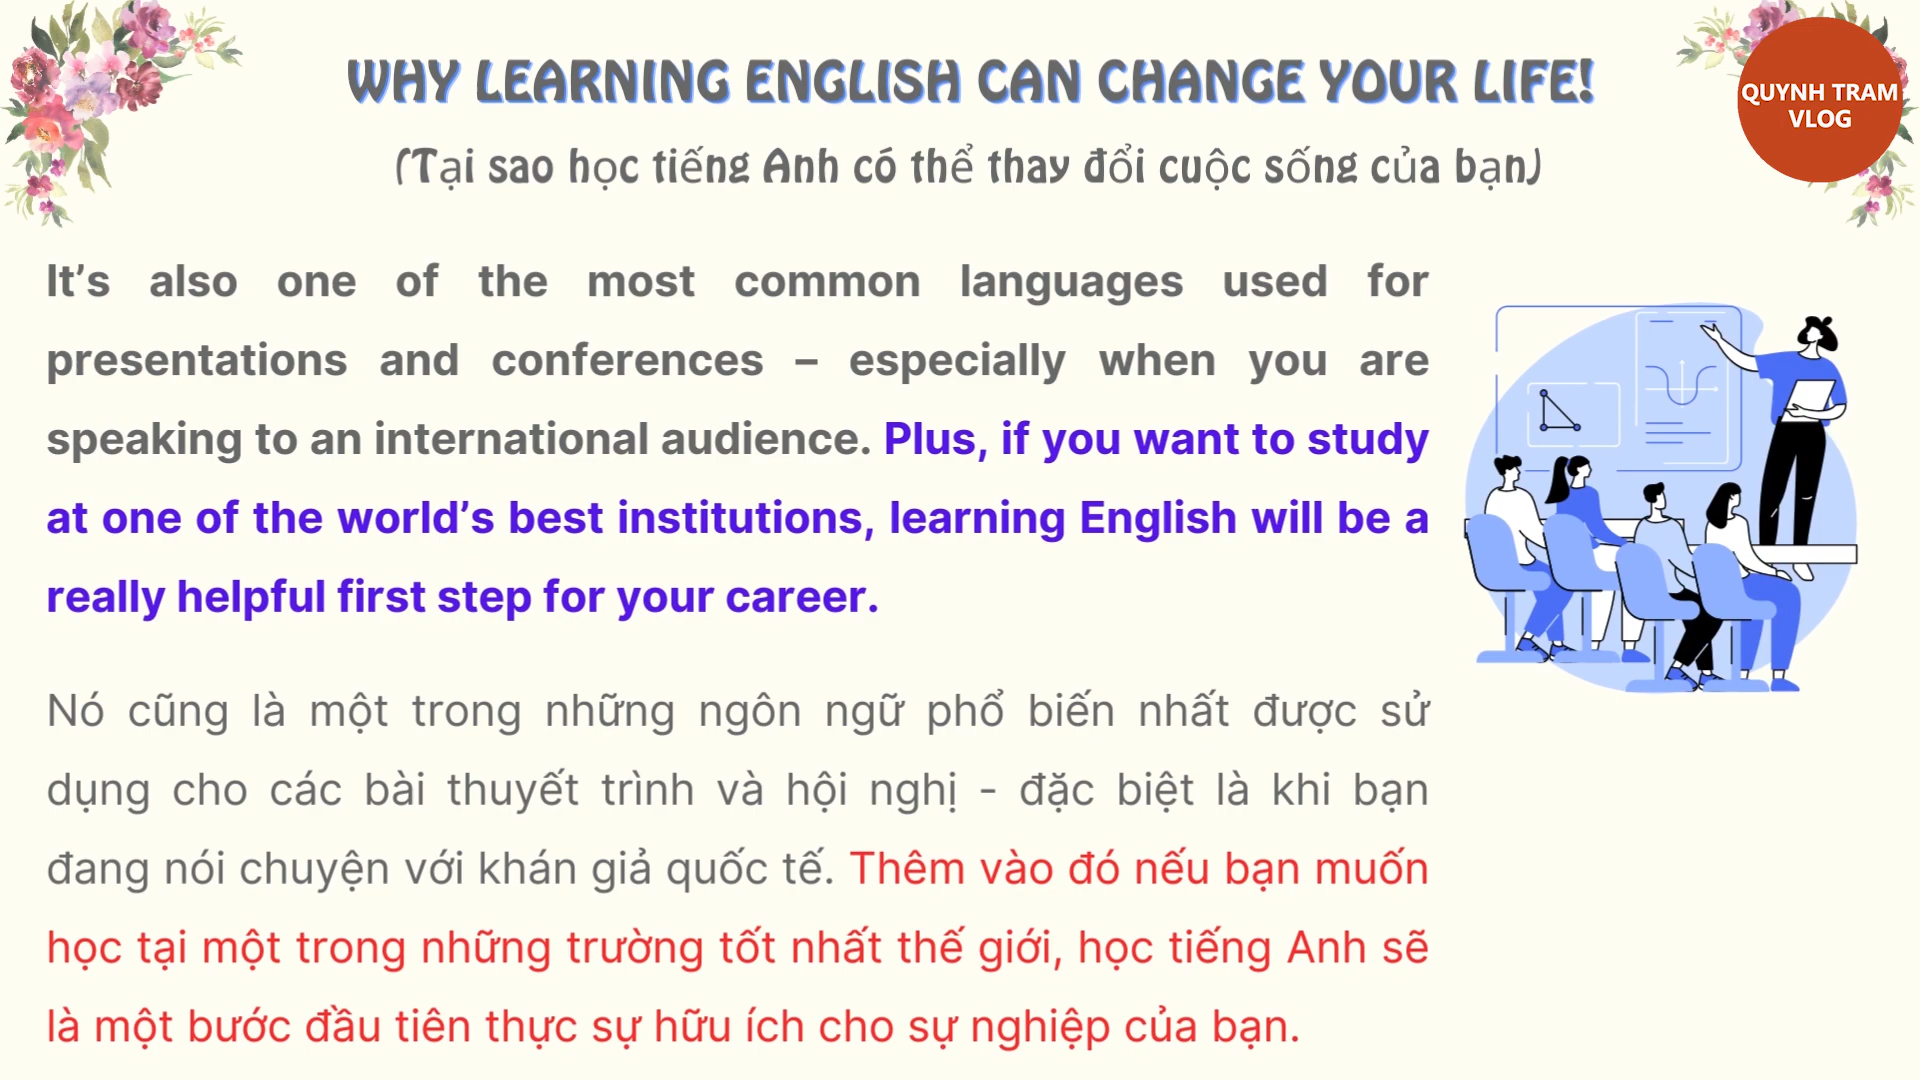 WHY LEARNING ENGLISH CAN CHANGE YOUR LIFE!
QUYNH TRAM
VLOG
(Tại sao học tiếng Anh có thể thay đổi cuộc sống của bạn)
It’s also one of the most common languages used for
presentations and conferences – especially when you are
speaking to an international audience. Plus, if you want to study
at one of the world’s best institutions, learning English will be a
really helpful first step for your career.
Nó cũng là một trong những ngôn ngữ phổ biến nhất được sử
dụng cho các bài thuyết trình và hội nghị - đặc biệt là khi bạn
đang nói chuyện với khán giả quốc tế. Thêm vào đó nếu bạn muốn
học tại một trong những trường tốt nhất thế giới, học tiếng Anh sẽ
là một bước đầu tiên thực sự hữu ích cho sự nghiệp của bạn.